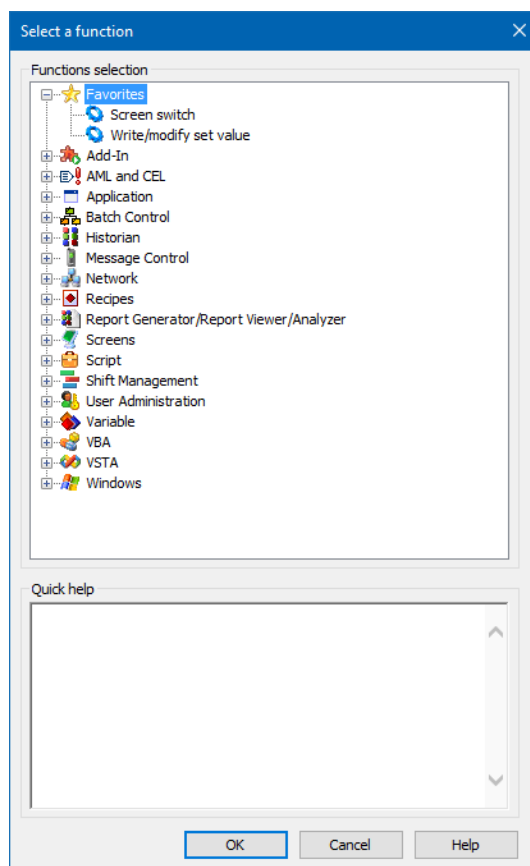 Select a function
Functions selection
Favorites
Screen switch
Write/modify set value
Add-In
AML and CEL
Application
Batch Control
Historian
Message Control
Network
Recipes
Report Generator/Report Viewer/Analyzer
Screens
Script
Shift Management
User Administration
Variable
VBA
VSTA
Windows
Quick help
OK Cancel Help